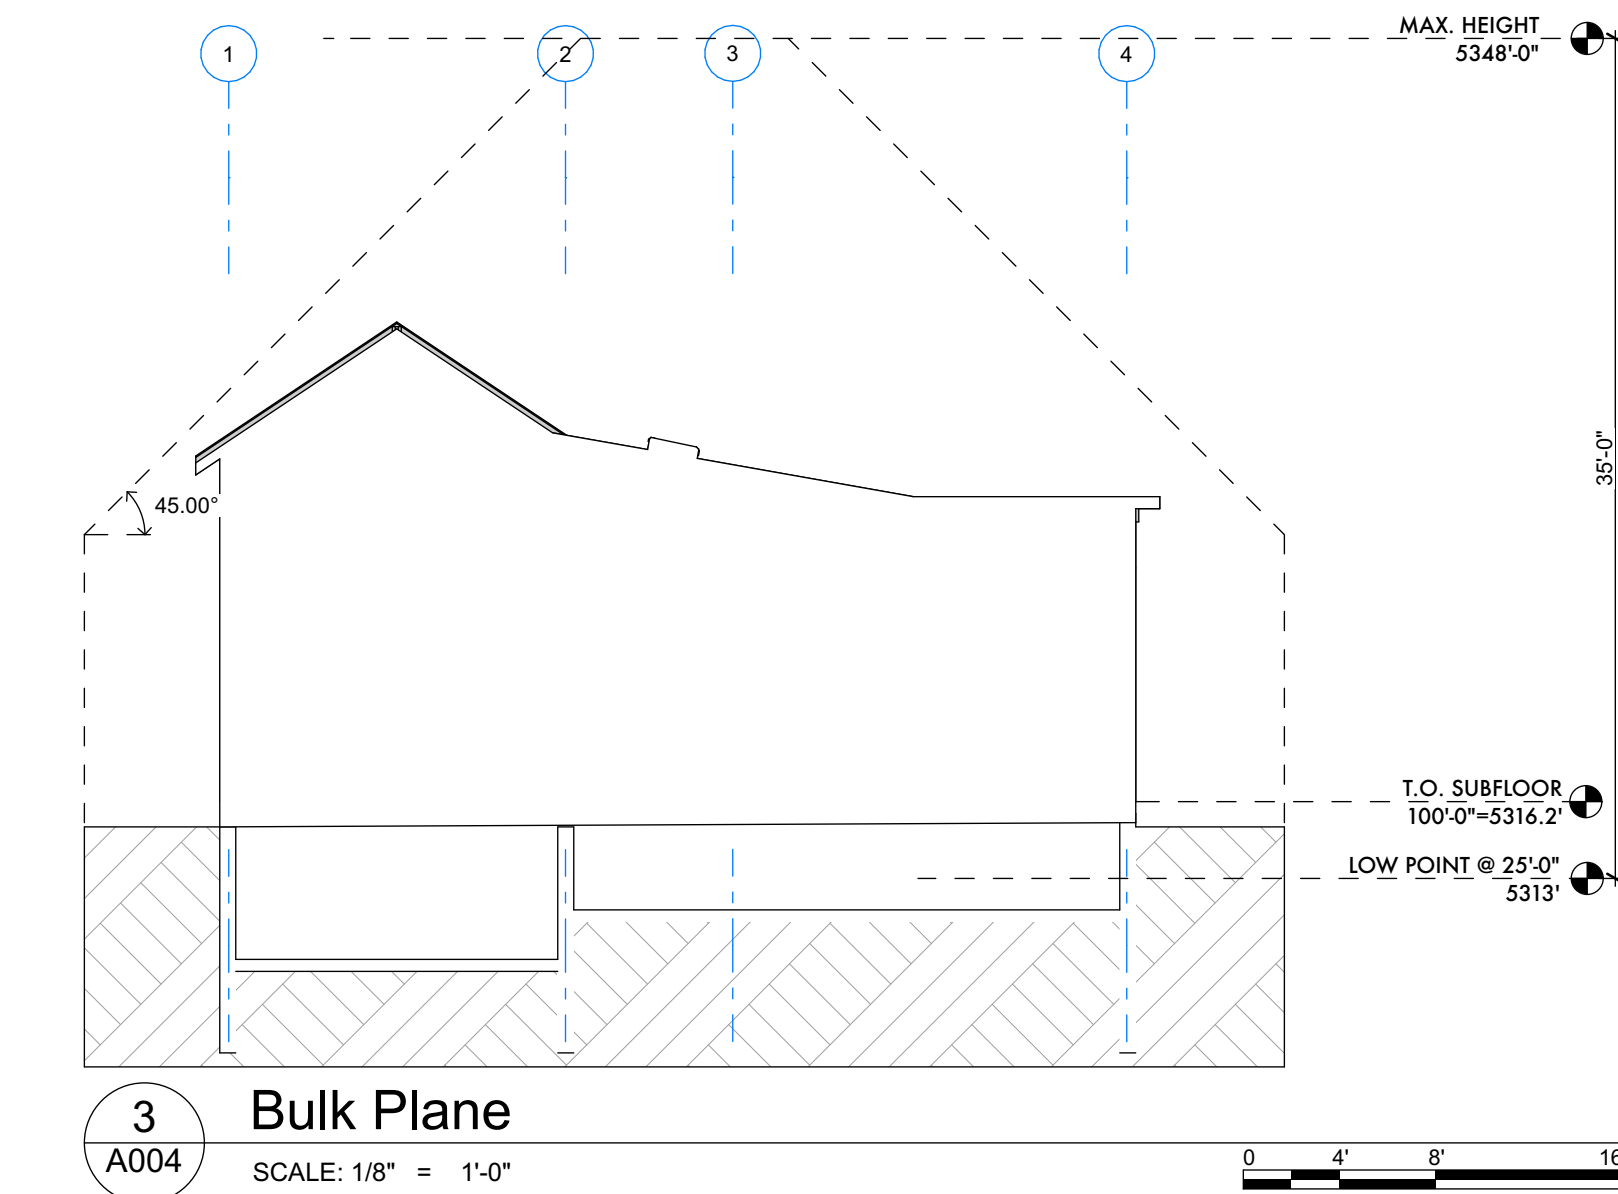 1
2
3
4
MAX. HEIGHT
5348'-0"
35'-0"
45.00°
T.O. SUBFLOOR
100'-0"=5316.2'
LOW POINT @ 25'-0"
5313'
3
A004
Bulk Plane
SCALE: 1/8" = 1'-0"
0 4' 8' 16